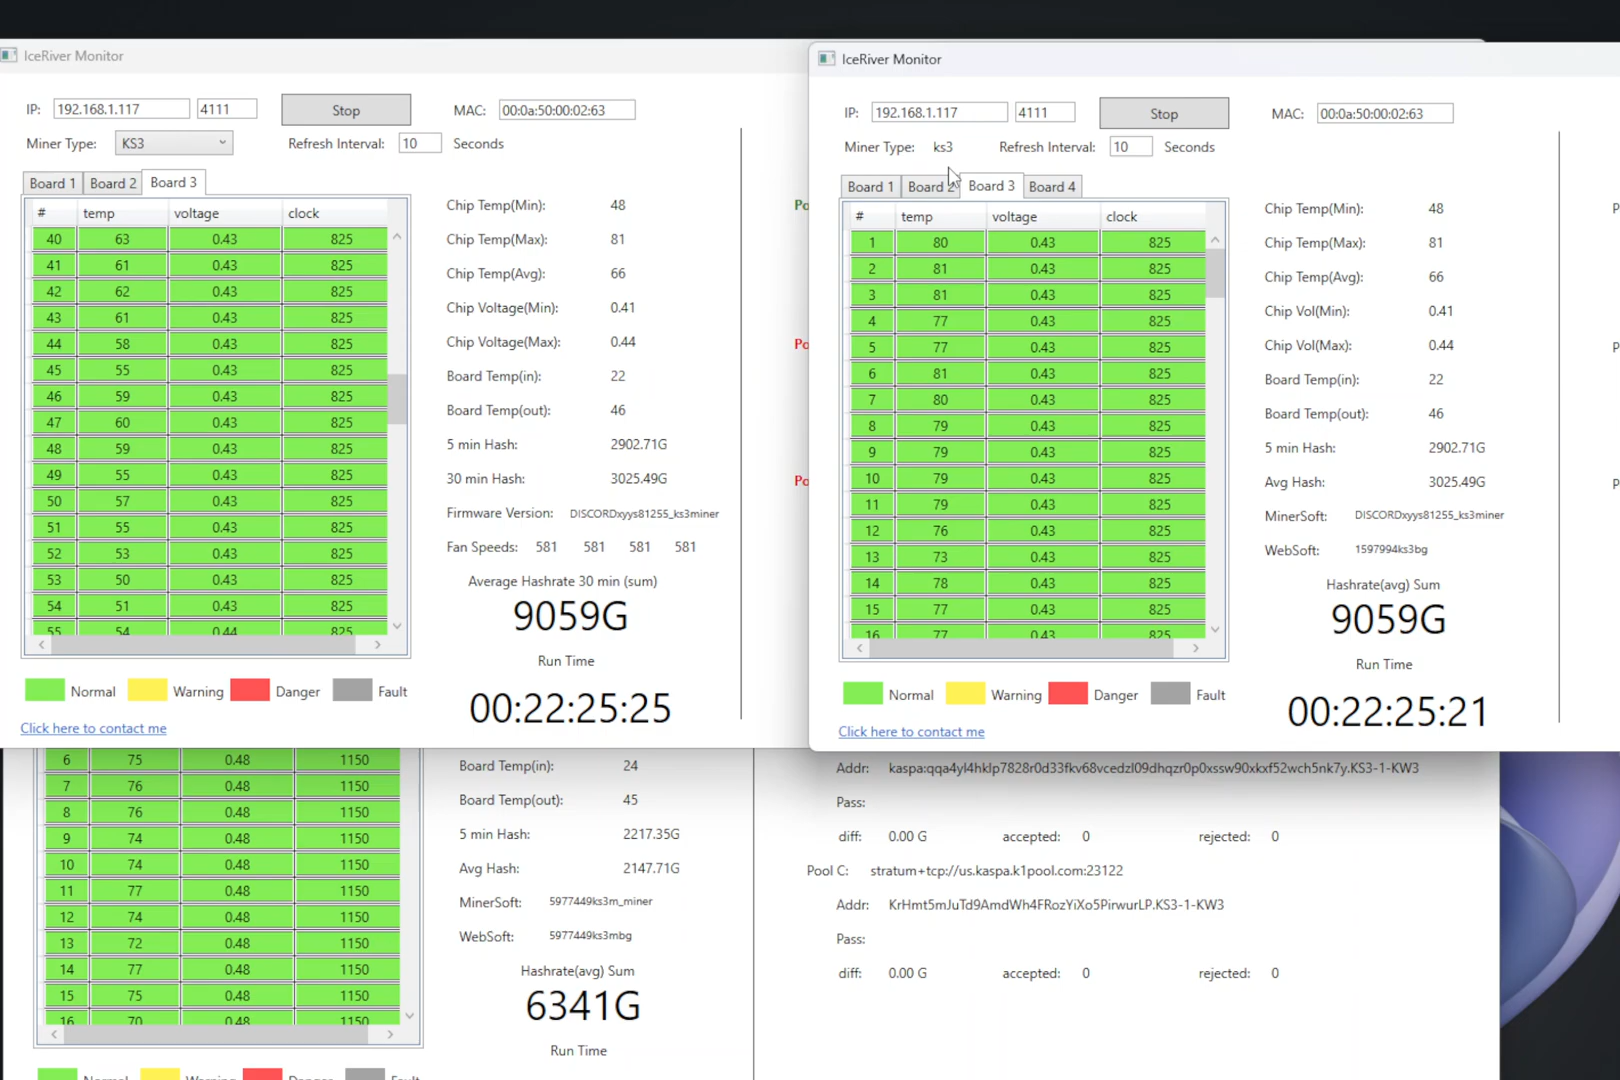 IceRiver Monitor
IP: 192.168.1.117 4111 Stop MAC: 00:0a:50:00:02:63
Miner Type: KS3 Refresh Interval: 10 Seconds
Board 1 Board 2 Board 3
# temp voltage clock
40 63 0.43 825
41 61 0.43 825
42 62 0.43 825
43 61 0.43 825
44 58 0.43 825
45 55 0.43 825
46 59 0.43 825
47 60 0.43 825
48 59 0.43 825
49 55 0.43 825
50 57 0.43 825
51 55 0.43 825
52 53 0.43 825
53 50 0.43 825
54 51 0.43 825
55 54 0.44 825
Chip Temp(Min): 48
Chip Temp(Max): 81
Chip Temp(Avg): 66
Chip Voltage(Min): 0.41
Chip Voltage(Max): 0.44
Board Temp(in): 22
Board Temp(out): 46
5 min Hash: 2902.71G
30 min Hash: 3025.49G
Firmware Version: DISCORDxyys81255_ks3miner
Fan Speeds: 581 581 581 581
Average Hashrate 30 min (sum)
9059G
Run Time
00:22:25:25
Normal Warning Danger Fault
Click here to contact me
Po
Po
Po
IceRiver Monitor
IP: 192.168.1.117 4111 Stop MAC: 00:0a:50:00:02:63
Miner Type: ks3 Refresh Interval: 10 Seconds
Board 1 Board 2 Board 3 Board 4
# temp voltage clock
1 80 0.43 825
2 81 0.43 825
3 81 0.43 825
4 77 0.43 825
5 77 0.43 825
6 81 0.43 825
7 80 0.43 825
8 79 0.43 825
9 79 0.43 825
10 79 0.43 825
11 79 0.43 825
12 76 0.43 825
13 73 0.43 825
14 78 0.43 825
15 77 0.43 825
16 77 0.43 825
Chip Temp(Min): 48
Chip Temp(Max): 81
Chip Temp(Avg): 66
Chip Vol(Min): 0.41
Chip Vol(Max): 0.44
Board Temp(in): 22
Board Temp(out): 46
5 min Hash: 2902.71G
Avg Hash: 3025.49G
MinerSoft: DISCORDxyys81255_ks3miner
WebSoft: 1597994ks3bg
Hashrate(avg) Sum
9059G
Run Time
00:22:25:21
Normal Warning Danger Fault
Click here to contact me
P
P
P
6 75 0.48 1150
7 76 0.48 1150
8 76 0.48 1150
9 74 0.48 1150
10 74 0.48 1150
11 77 0.48 1150
12 74 0.48 1150
13 72 0.48 1150
14 77 0.48 1150
15 75 0.48 1150
16 70 0.48 1150
Board Temp(in): 24
Board Temp(out): 45
5 min Hash: 2217.35G
Avg Hash: 2147.71G
MinerSoft: 5977449ks3m_miner
WebSoft: 5977449ks3mbg
Hashrate(avg) Sum
6341G
Run Time
Normal Warning Danger Fault
Addr: kaspa:qqa4yl4hklp7828r0d33fkv68vcedzl09dhqzr0p0xssw90xkxf52wch5nk7y.KS3-1-KW3
Pass:
diff: 0.00 G accepted: 0 rejected: 0
Pool C: stratum+tcp://us.kaspa.k1pool.com:23122
Addr: KrHmt5mJuTd9AmdWh4FRozYiXo5PirwurLP.KS3-1-KW3
Pass:
diff: 0.00 G accepted: 0 rejected: 0